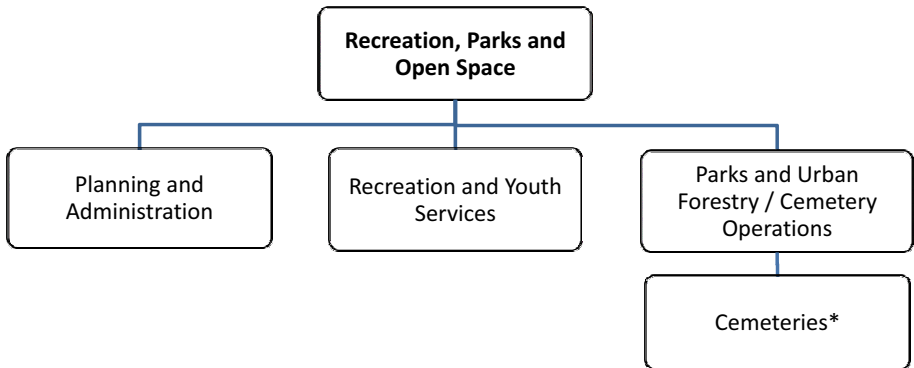 Recreation, Parks and
Open Space
Planning and
Administration
Recreation and Youth
Services
Parks and Urban
Forestry / Cemetery
Operations
Cemeteries*